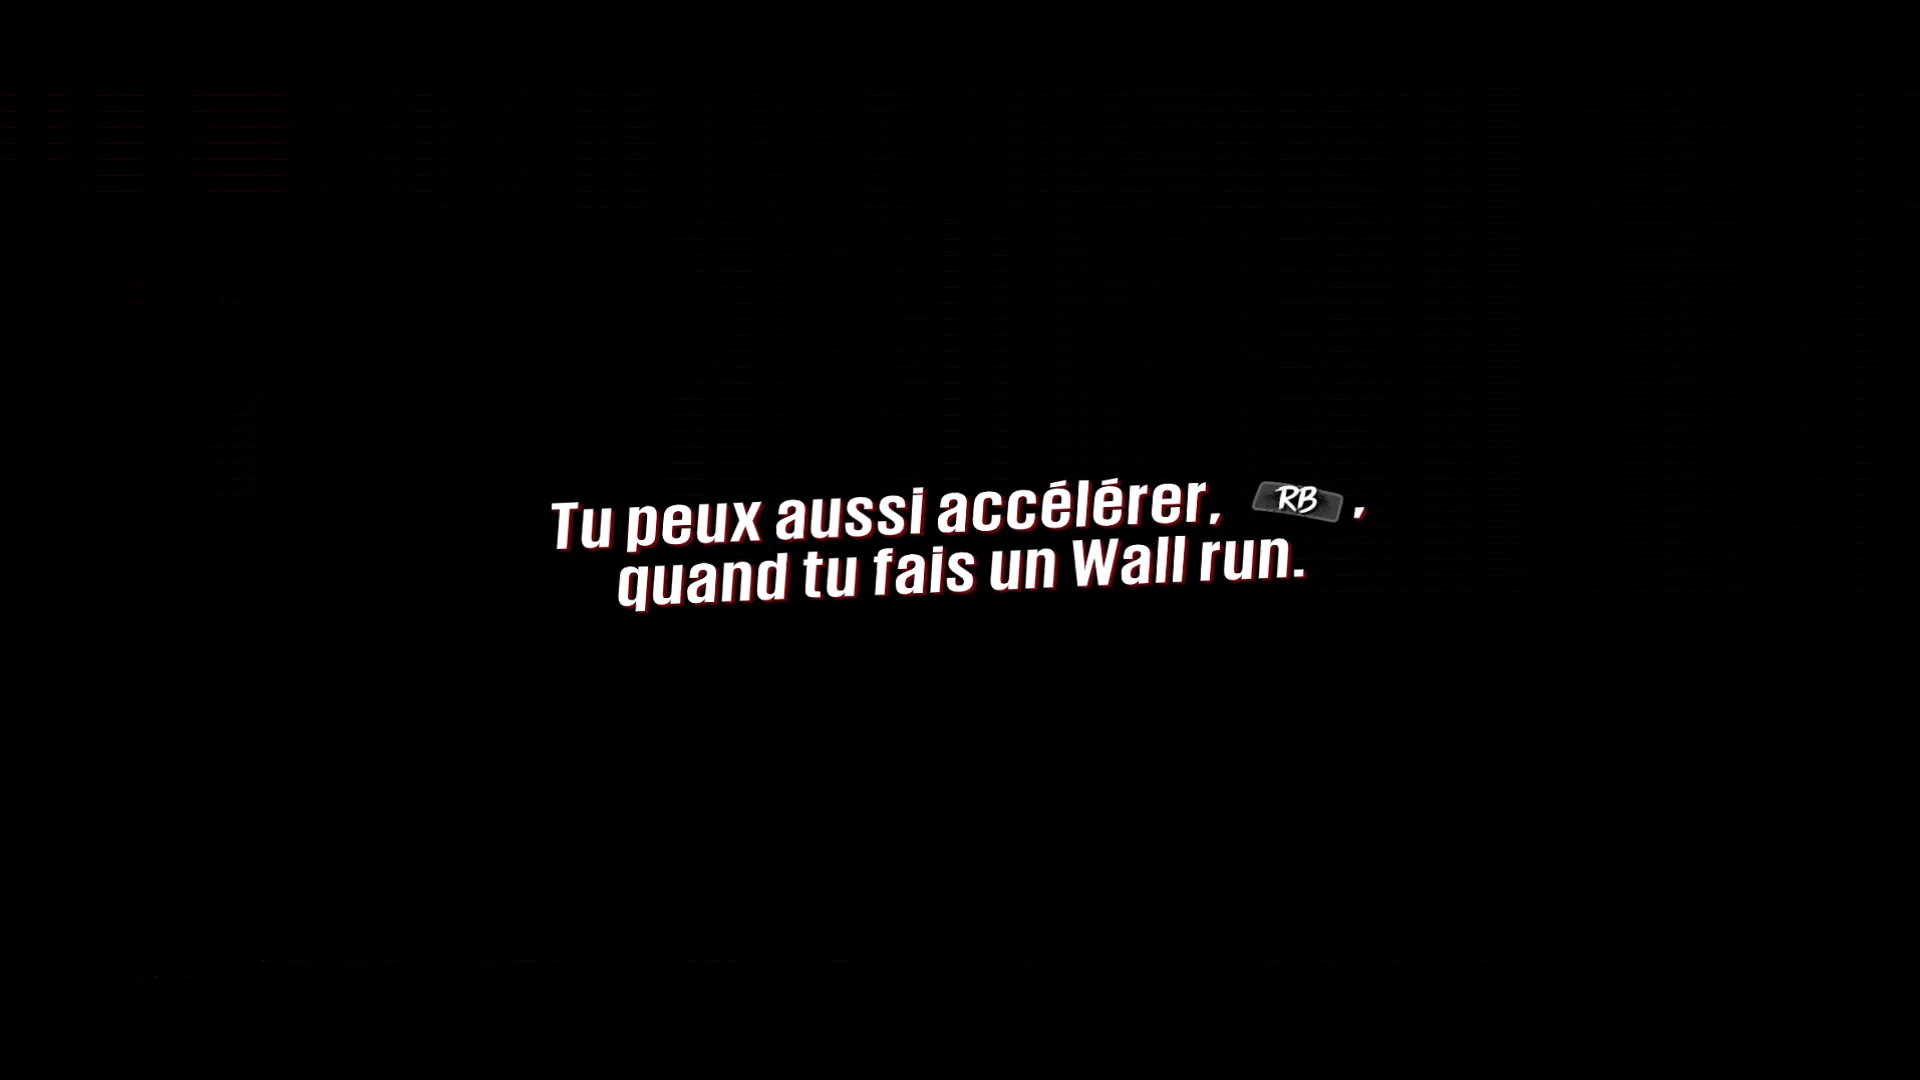 Tu peux aussi accélérer, RB ,
quand tu fais un Wall run.